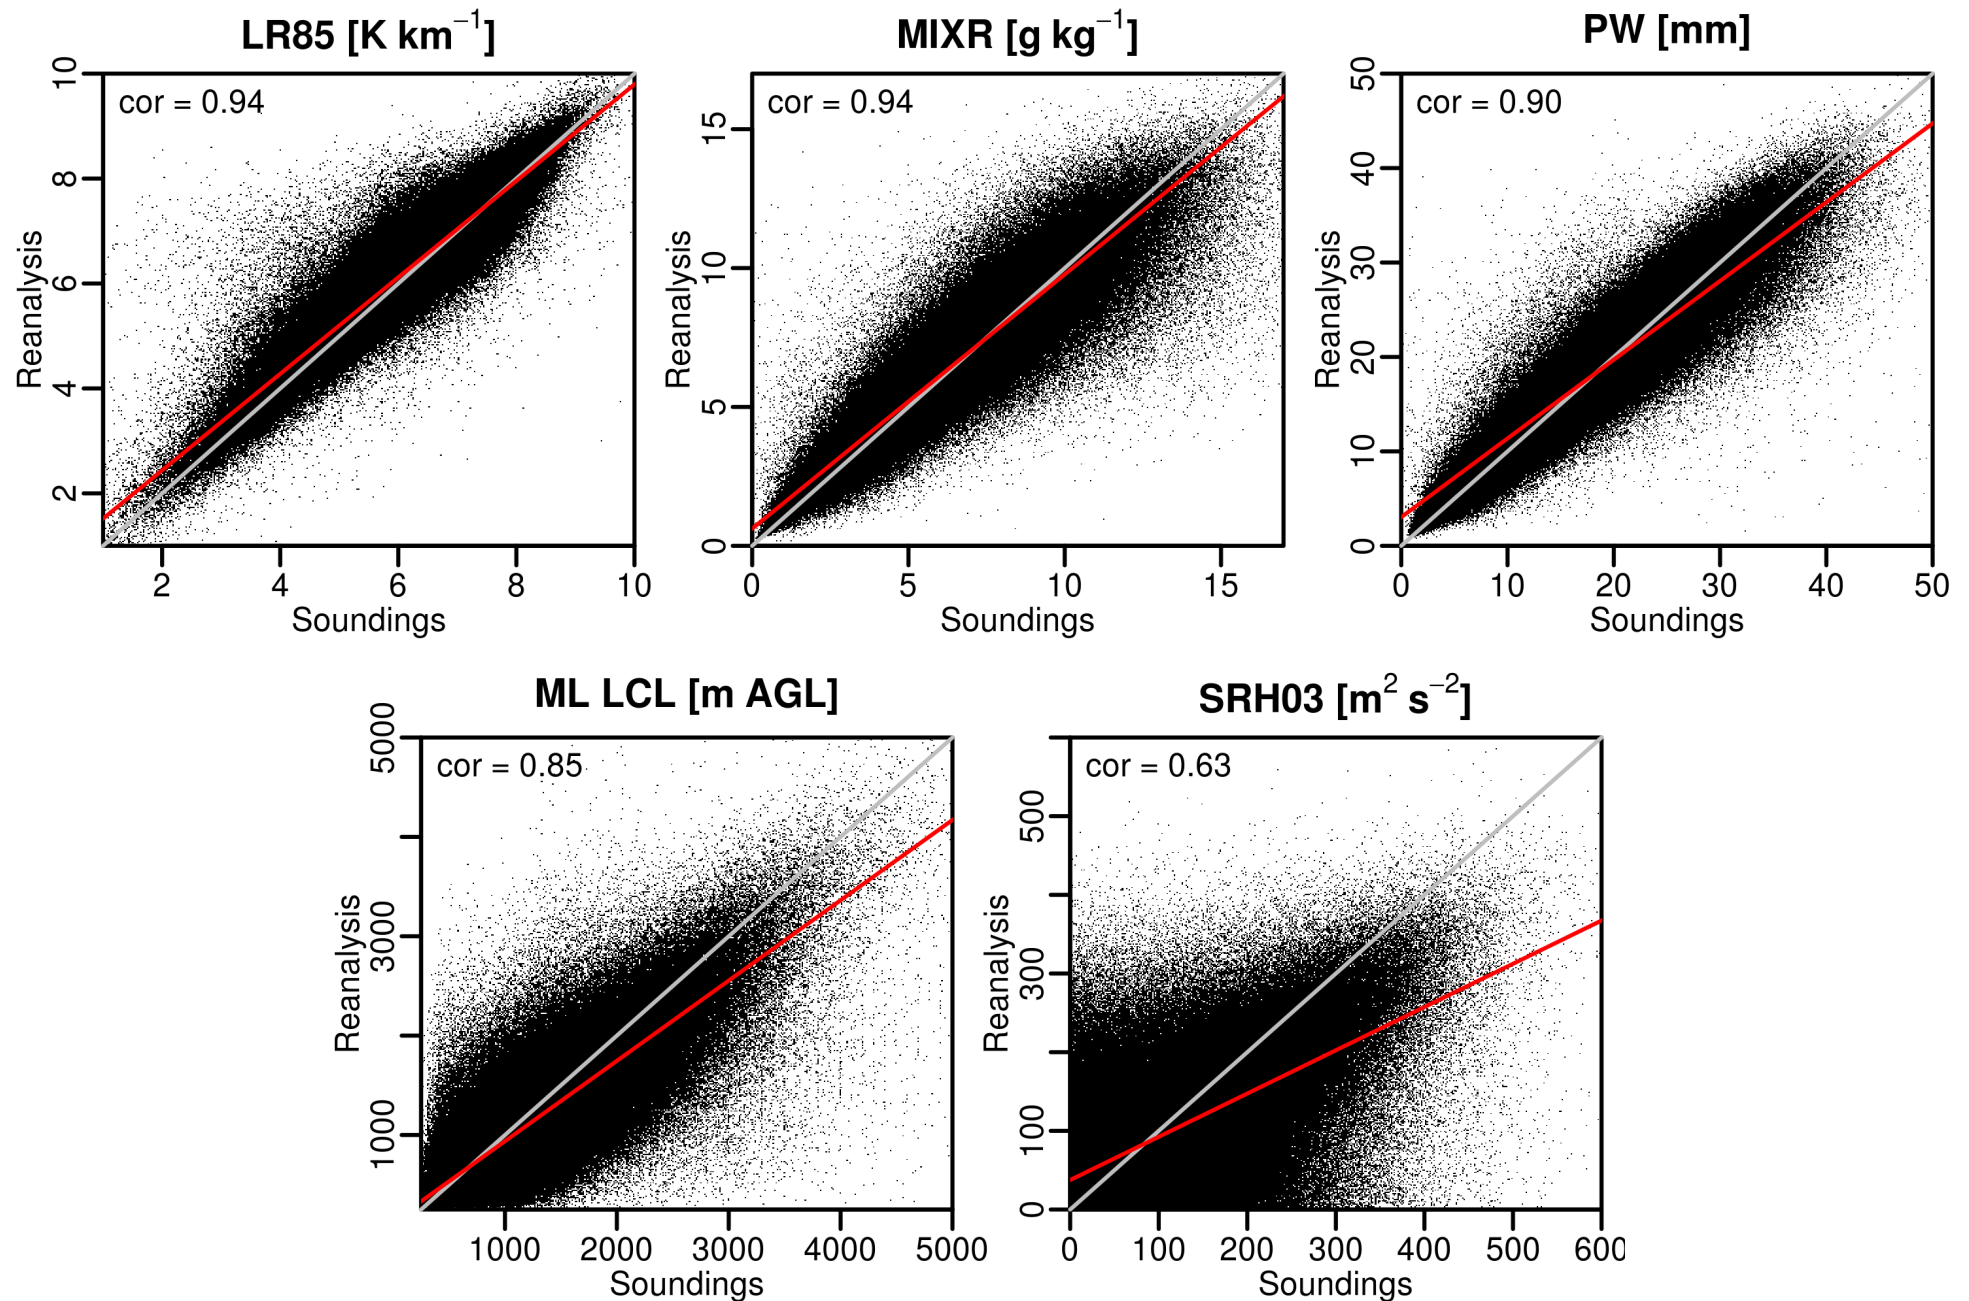 LR85 [K km⁻¹]
cor = 0.94
Reanalysis
2 4 6 8 10
2 4 6 8 10
Soundings
MIXR [g kg⁻¹]
cor = 0.94
Reanalysis
0 5 10 15
0 5 10 15
Soundings
PW [mm]
cor = 0.90
Reanalysis
0 10 20 30 40 50
0 10 20 30 40 50
Soundings
ML LCL [m AGL]
cor = 0.85
Reanalysis
1000 3000 5000
1000 2000 3000 4000 5000
Soundings
SRH03 [m² s⁻²]
cor = 0.63
Reanalysis
0 100 300 500
0 100 200 300 400 500 600
Soundings